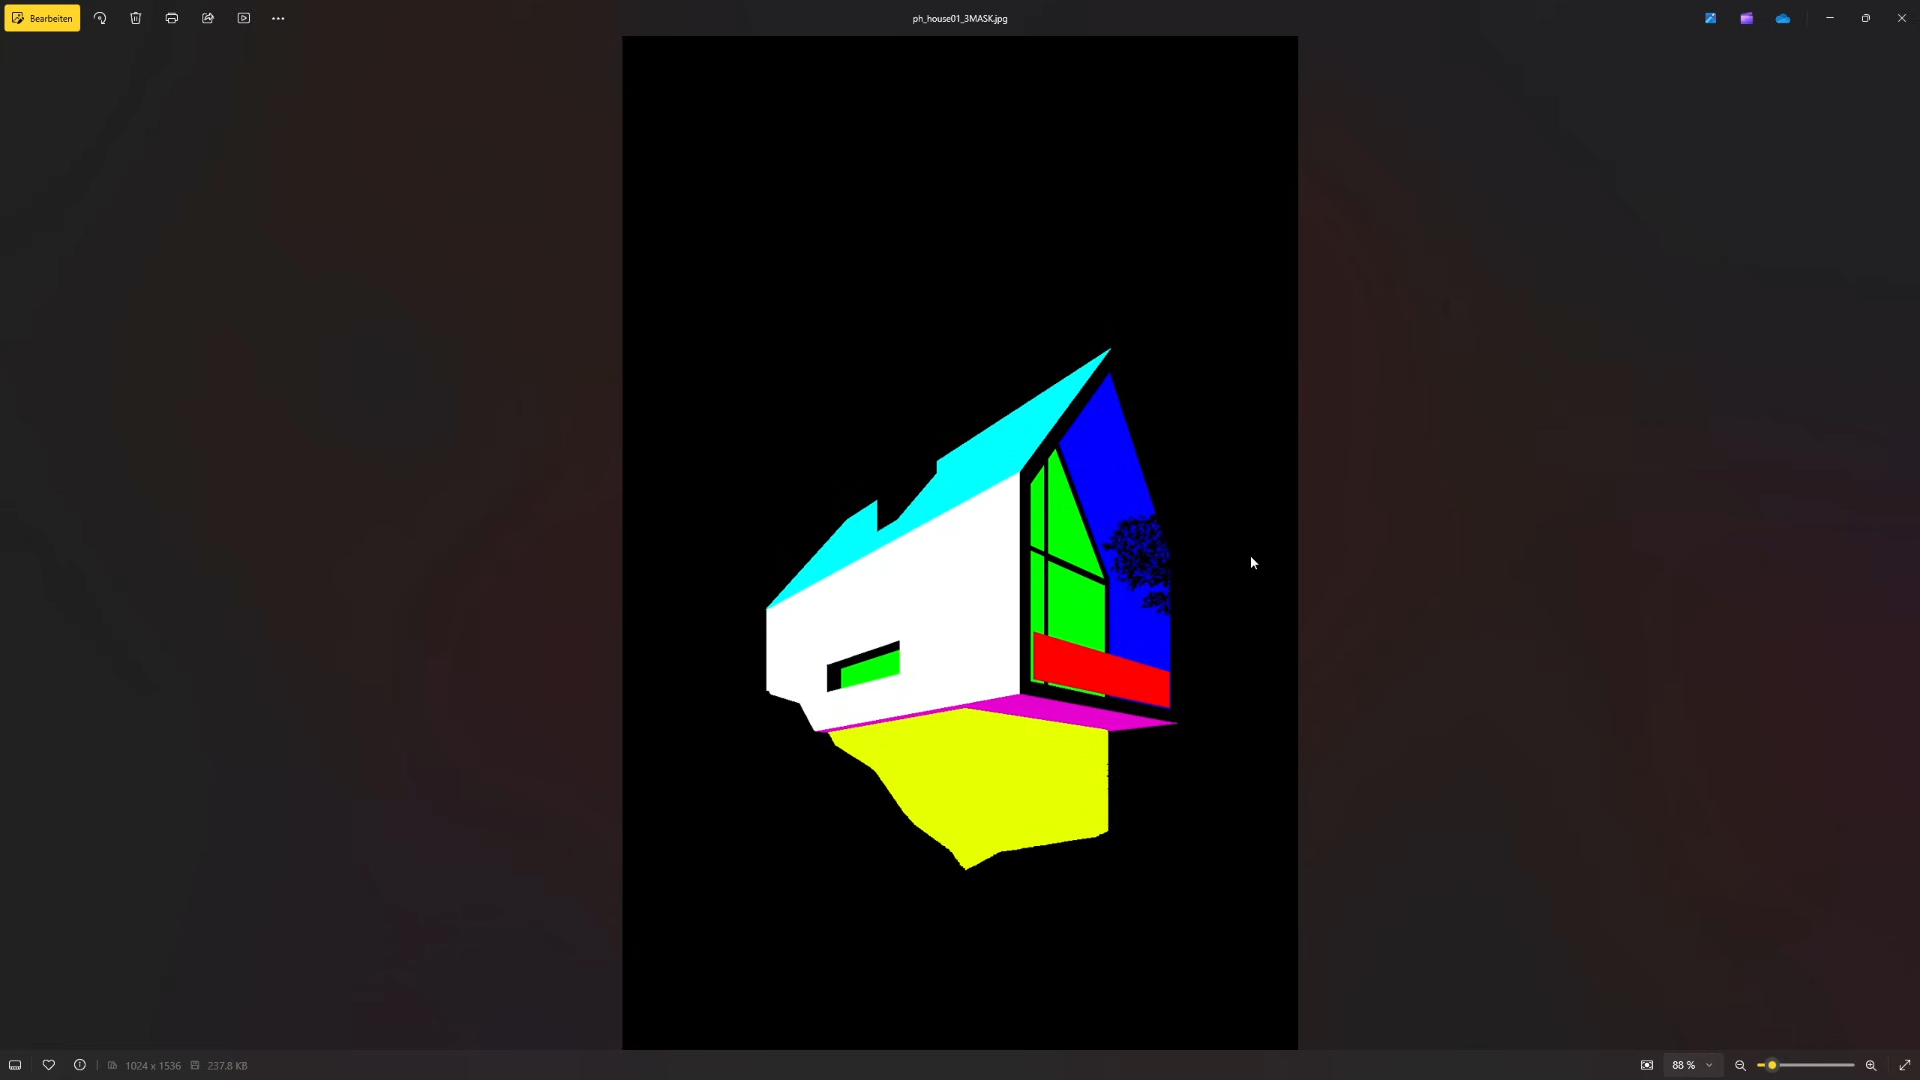 Bearbeiten
ph_house01_3MASK.jpg
1024 x 1536
237.8 KB
88 %